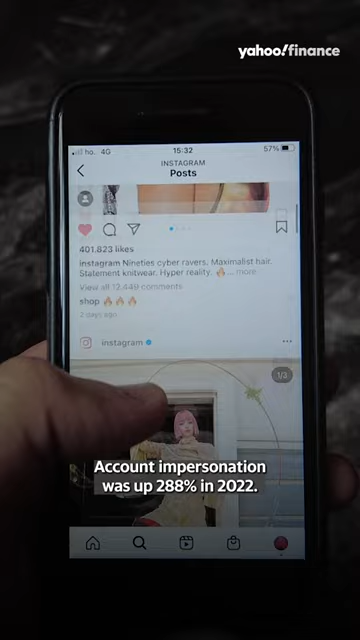 yahoo!finance
ho. 4G 15:32 57%
INSTAGRAM
Posts
401.823 likes
instagram Nineties cyber ravers. Maximalist hair.
Statement knitwear. Hyper reality. 🔥... more
View all 12.449 comments
shop 🔥🔥🔥
2 days ago
instagram
1/3
Account impersonation
was up 288% in 2022.